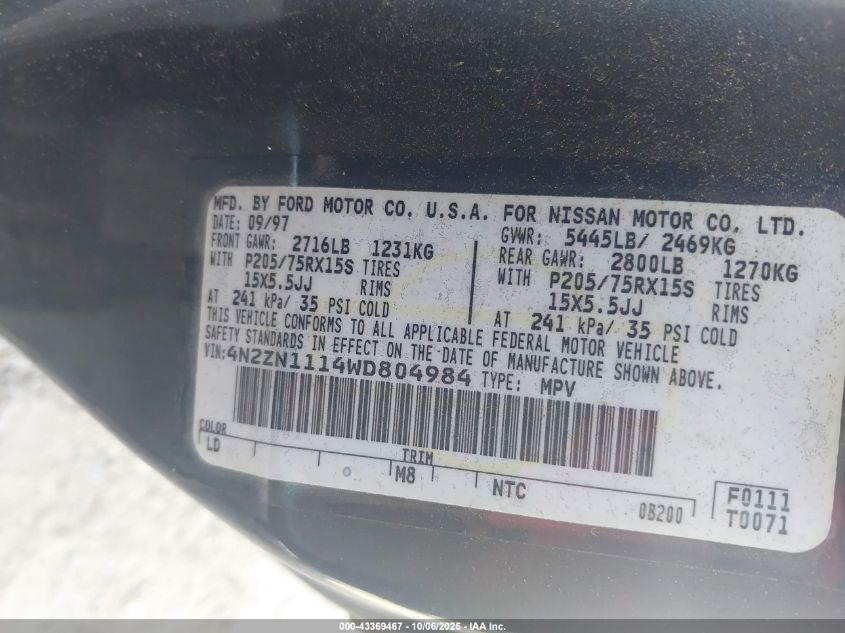 MFD. BY FORD MOTOR CO. U.S.A. FOR NISSAN MOTOR CO. LTD.
DATE: 09/97
GVWR: 5445LB/ 2469KG
FRONT GAWR: 2716LB 1231KG
REAR GAWR: 2800LB 1270KG
WITH P205/75RX15S TIRES
WITH P205/75RX15S TIRES
15X5.5JJ RIMS
15X5.5JJ RIMS
AT 241 kPa/ 35 PSI COLD
AT 241 kPa/ 35 PSI COLD
THIS VEHICLE CONFORMS TO ALL APPLICABLE FEDERAL MOTOR VEHICLE
SAFETY STANDARDS IN EFFECT ON THE DATE OF MANUFACTURE SHOWN ABOVE.
VIN: 4N2ZN1114WD804984 TYPE: MPV
COLOR
LD
TRIM
M8
NTC
0B200
F0111
T0071
000-43369467 - 10/06/2025 - IAA Inc.